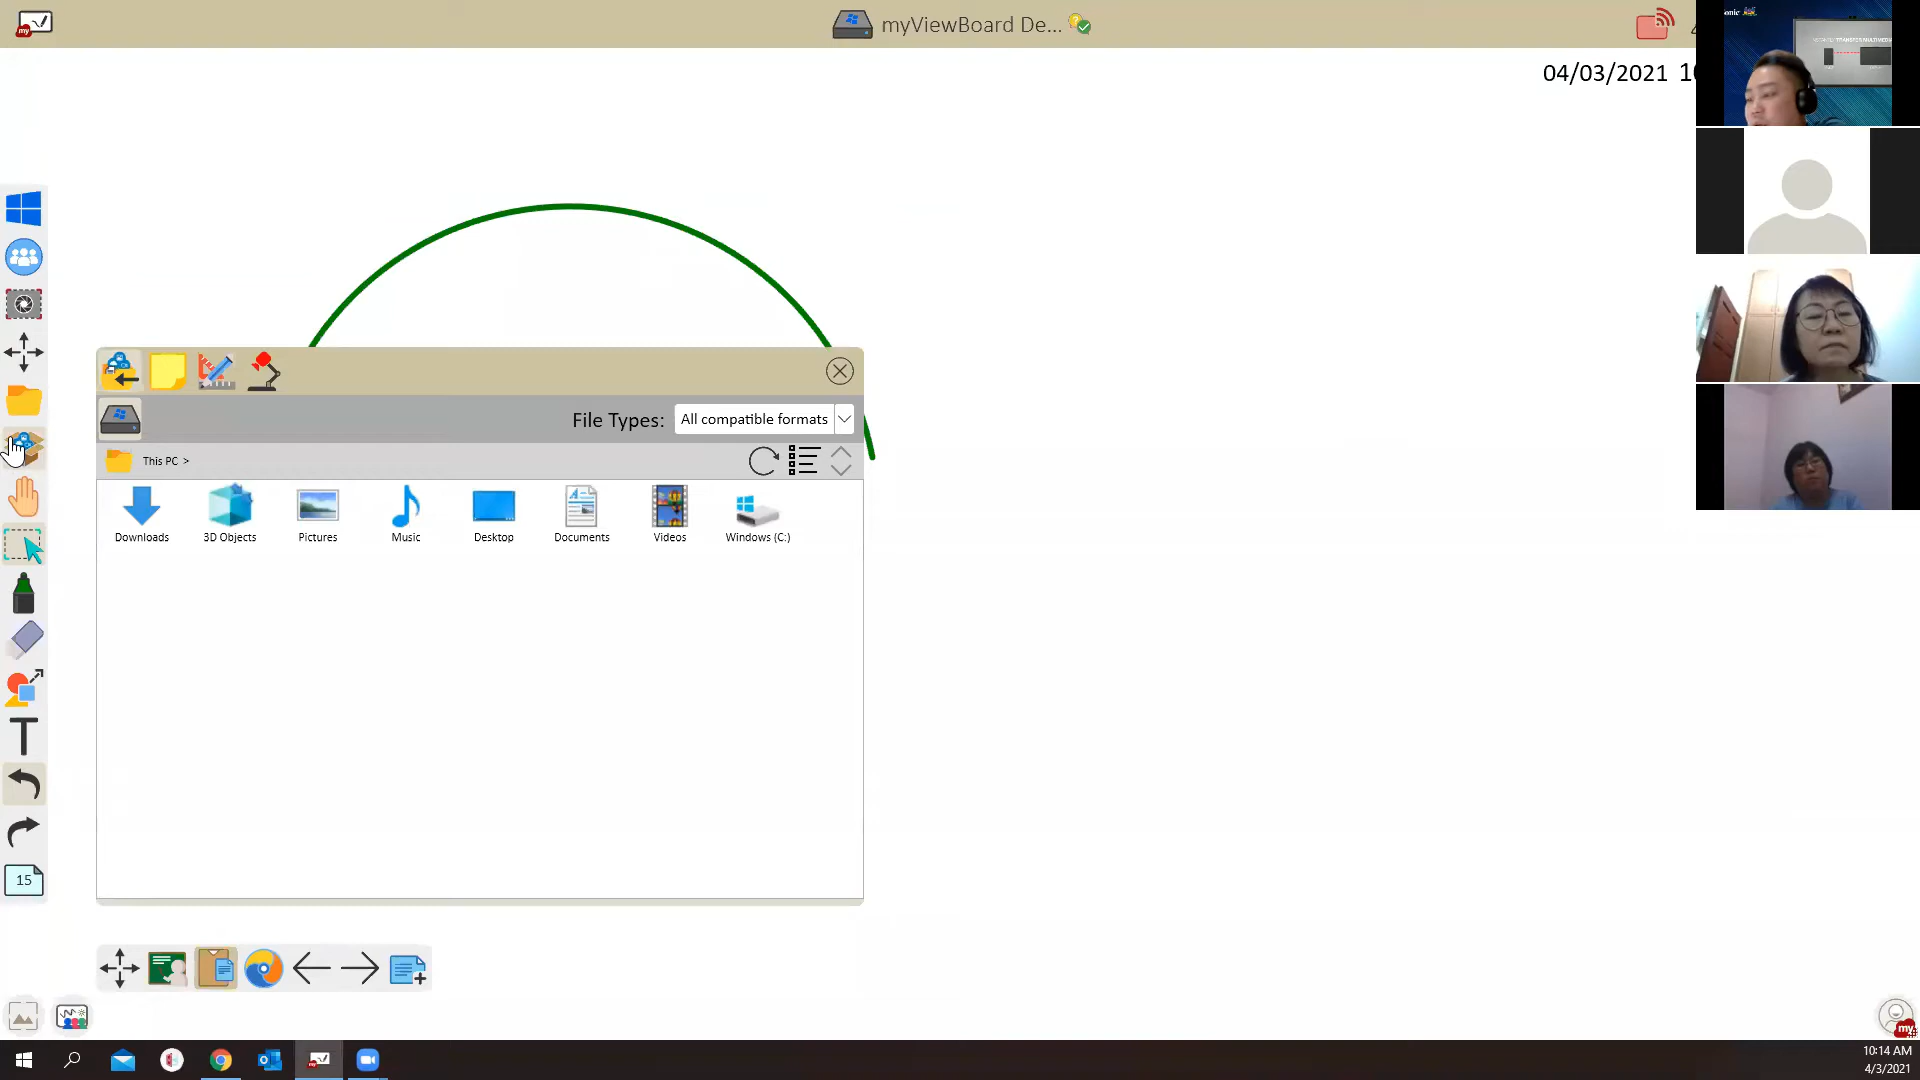 myViewBoard De...
04/03/2021
File Types: All compatible formats
This PC >
Downloads
3D Objects
Pictures
Music
Desktop
Documents
Videos
Windows (C:)
T
15
my
10:14 AM
4/3/2021